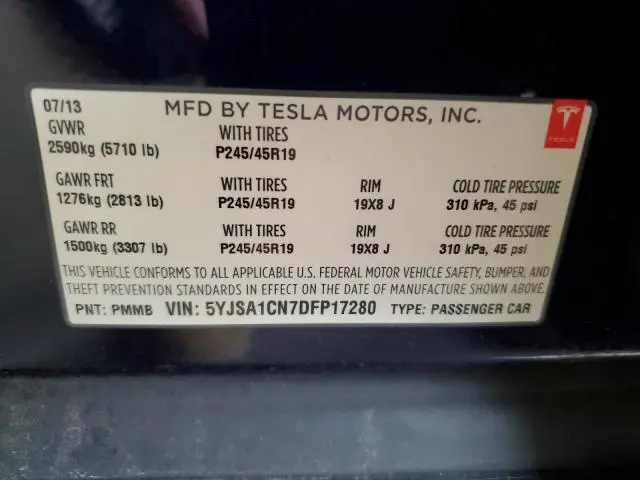 07/13 MFD BY TESLA MOTORS, INC.
TESLA
GVWR WITH TIRES
2590kg (5710 lb) P245/45R19
GAWR FRT WITH TIRES RIM COLD TIRE PRESSURE
1276kg (2813 lb) P245/45R19 19X8 J 310 kPa, 45 psi
GAWR RR WITH TIRES RIM COLD TIRE PRESSURE
1500kg (3307 lb) P245/45R19 19X8 J 310 kPa, 45 psi
THIS VEHICLE CONFORMS TO ALL APPLICABLE U.S. FEDERAL MOTOR VEHICLE SAFETY, BUMPER, AND
THEFT PREVENTION STANDARDS IN EFFECT ON THE DATE OF MANUFACTURE SHOWN ABOVE.
PNT: PMMB VIN: 5YJSA1CN7DFP17280 TYPE: PASSENGER CAR